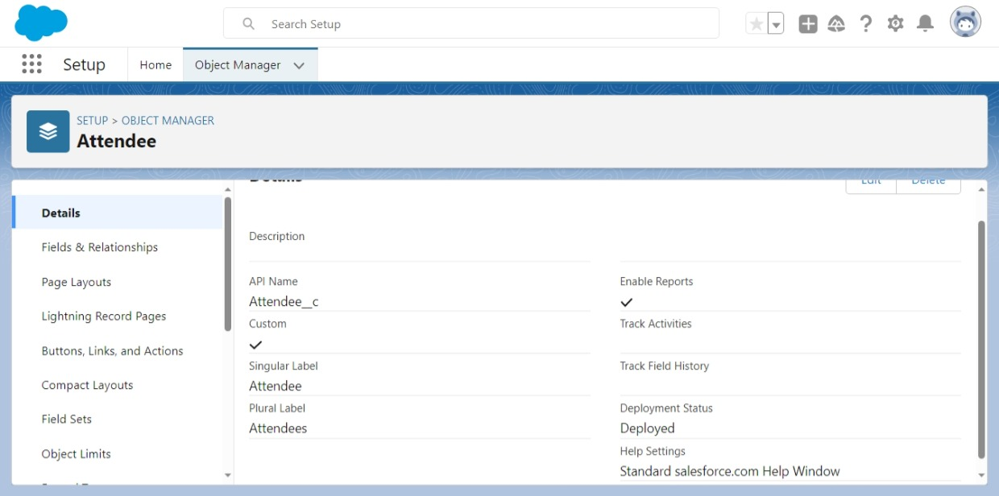 Search Setup
Setup
Home
Object Manager
SETUP > OBJECT MANAGER
Attendee
Details
Fields & Relationships
Page Layouts
Lightning Record Pages
Buttons, Links, and Actions
Compact Layouts
Field Sets
Object Limits
Details
Edit
Delete
Description
API Name
Attendee__c
Custom
Singular Label
Attendee
Plural Label
Attendees
Enable Reports
Track Activities
Track Field History
Deployment Status
Deployed
Help Settings
Standard salesforce.com Help Window